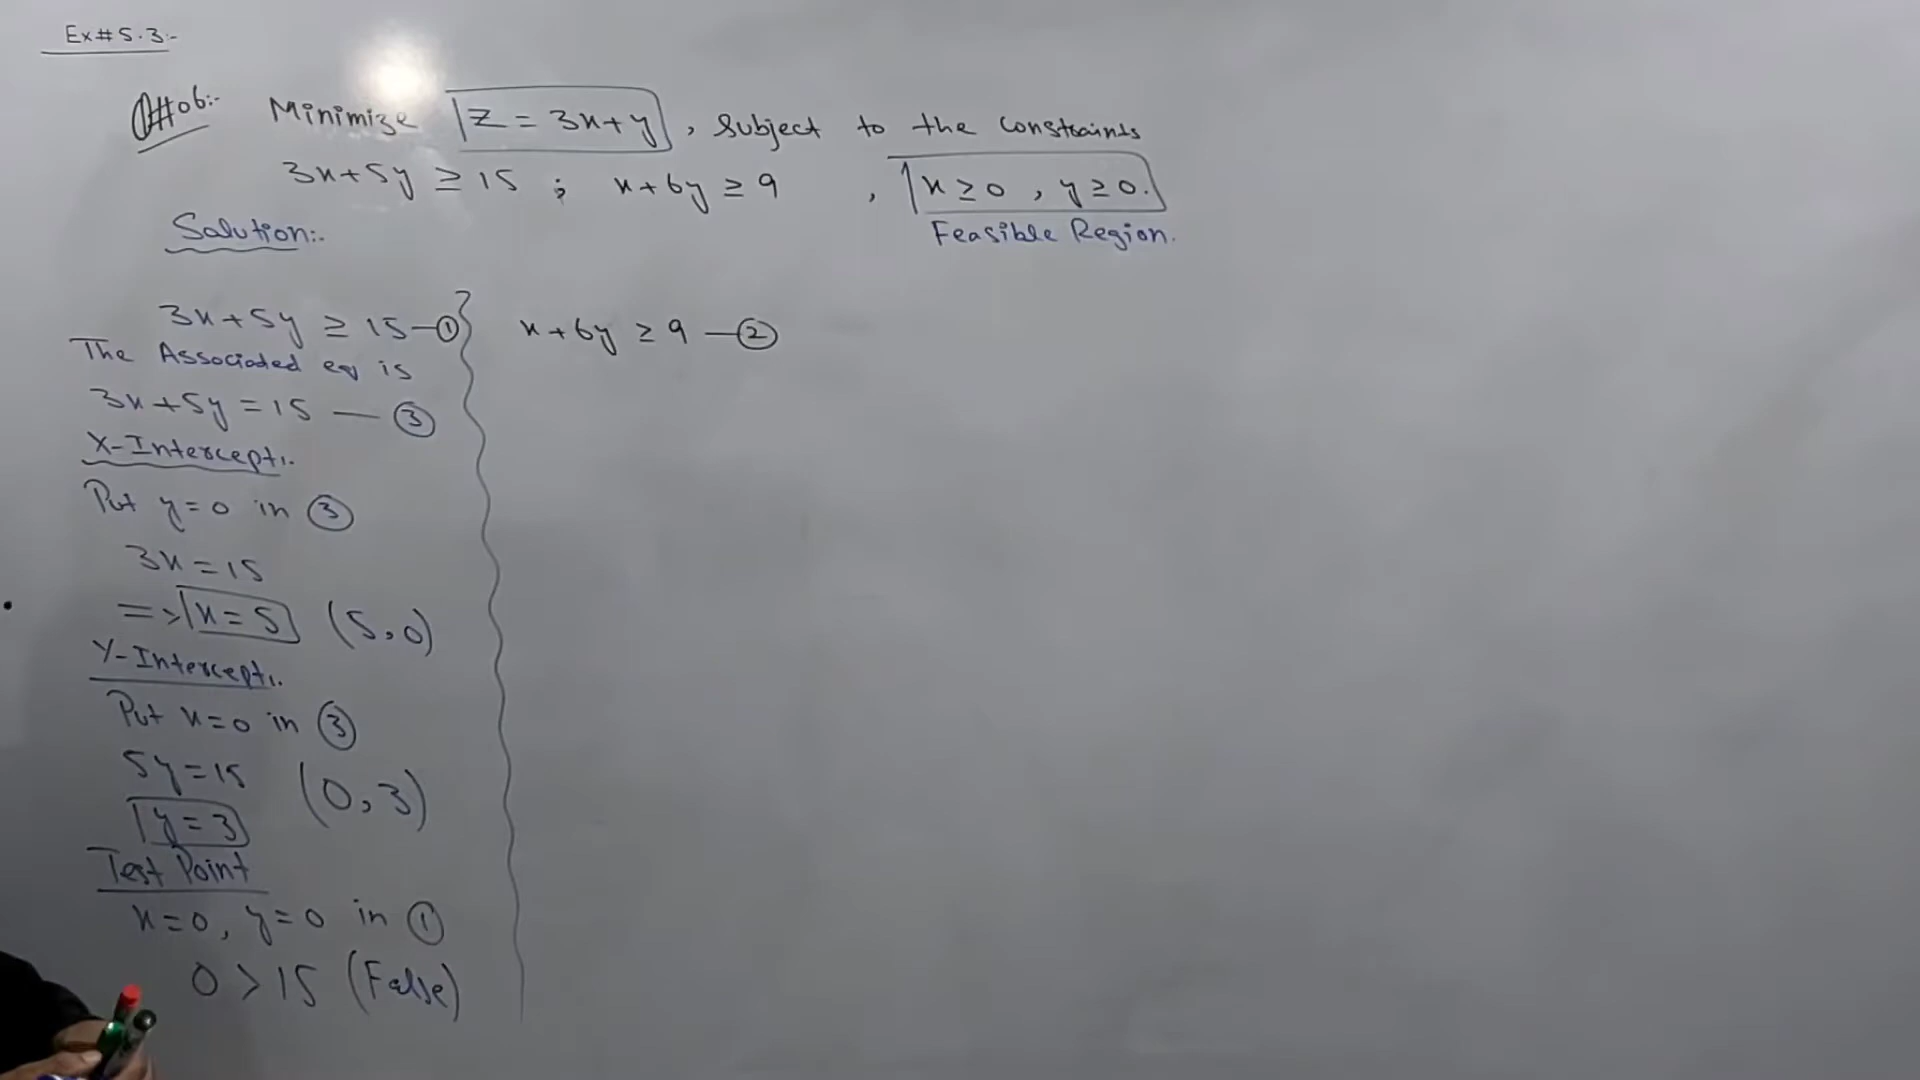 Ex#5.3:-
Q#06:- Minimize Z = 3x+y, Subject to the Constraints
3x+5y ≥ 15 ; x+6y ≥ 9 , x≥0 , y≥0.
Feasible Region.
Solution:-
3x+5y ≥ 15 —①
The Associated eq is
3x+5y = 15 — ③
X-Intercept:-
Put y=0 in ③
3x = 15
=> x = 5 (5,0)
Y-Intercept:-
Put x=0 in ③
5y=15 (0,3)
y = 3
Test Point
x=0, y=0 in ①
0 > 15 (False)
x+6y ≥ 9 —②